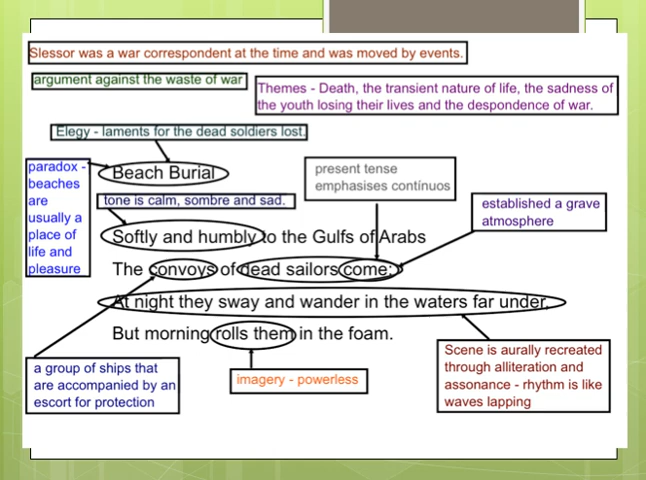 Slessor was a war correspondent at the time and was moved by events.
argument against the waste of war
Themes - Death, the transient nature of life, the sadness of
the youth losing their lives and the despondence of war.
Elegy - laments for the dead soldiers lost.
paradox -
beaches
are
usually a
place of
life and
pleasure
Beach Burial
present tense
emphasises contínuos
tone is calm, sombre and sad.
established a grave
atmosphere
Softly and humbly to the Gulfs of Arabs
The convoys of dead sailors come;
At night they sway and wander in the waters far under,
But morning rolls them in the foam.
a group of ships that
are accompanied by an
escort for protection
imagery - powerless
Scene is aurally recreated
through alliteration and
assonance - rhythm is like
waves lapping